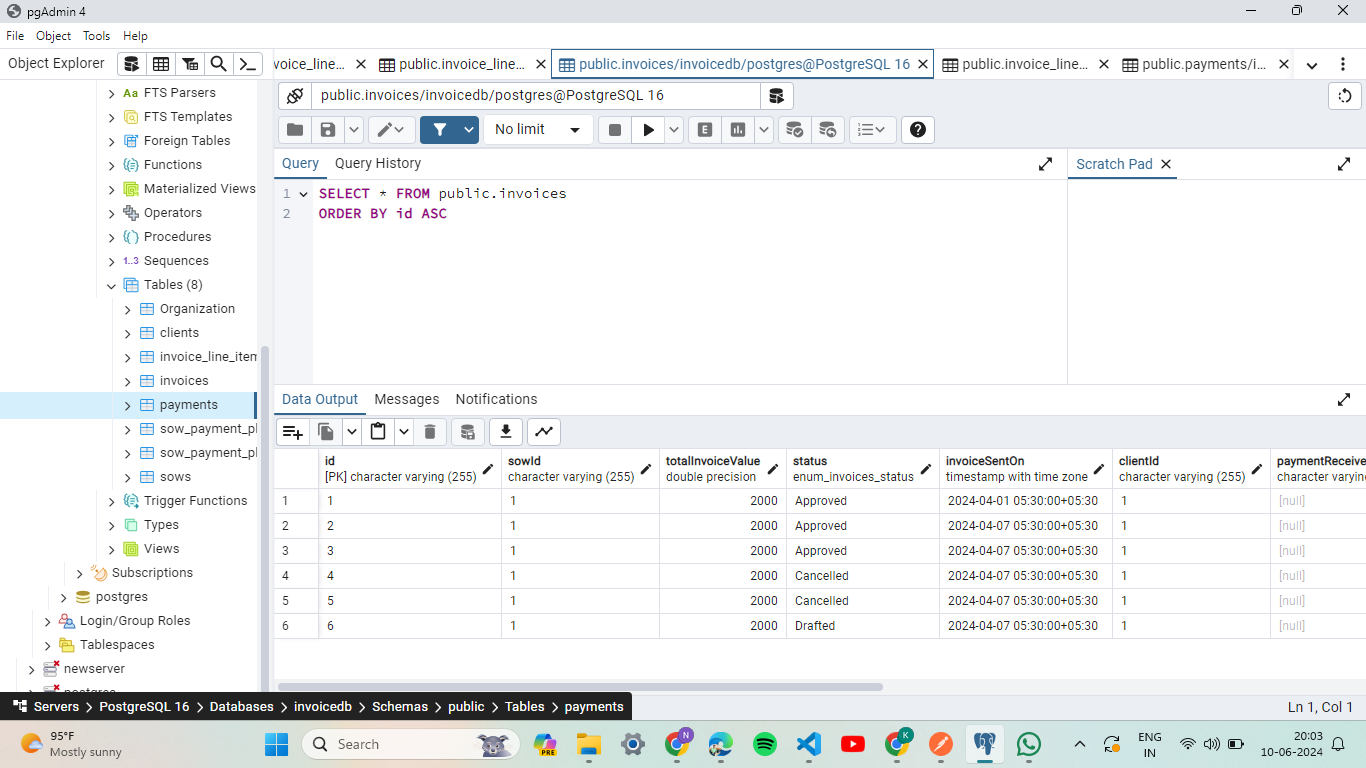 pgAdmin 4
File Object Tools Help
Object Explorer
voice_line...
public.invoice_line...
public.invoices/invoicedb/postgres@PostgreSQL 16
public.invoice_line...
public.payments/i...
public.invoices/invoicedb/postgres@PostgreSQL 16
No limit
E
Query Query History
Scratch Pad
1 SELECT * FROM public.invoices
2 ORDER BY id ASC
Aa FTS Parsers
FTS Templates
Foreign Tables
Functions
Materialized Views
Operators
Procedures
1..3 Sequences
Tables (8)
Organization
clients
invoice_line_item
invoices
payments
sow_payment_pl
sow_payment_pl
sows
Trigger Functions
Types
Views
Subscriptions
postgres
Login/Group Roles
Tablespaces
newserver
postgres
Data Output Messages Notifications
id sowId totalInvoiceValue status invoiceSentOn clientId paymentReceive
[PK] character varying (255) character varying (255) double precision enum_invoices_status timestamp with time zone character varying (255) character varying
1 1 1 2000 Approved 2024-04-01 05:30:00+05:30 1 [null]
2 2 1 2000 Approved 2024-04-07 05:30:00+05:30 1 [null]
3 3 1 2000 Approved 2024-04-07 05:30:00+05:30 1 [null]
4 4 1 2000 Cancelled 2024-04-07 05:30:00+05:30 1 [null]
5 5 1 2000 Cancelled 2024-04-07 05:30:00+05:30 1 [null]
6 6 1 2000 Drafted 2024-04-07 05:30:00+05:30 1 [null]
Servers > PostgreSQL 16 > Databases > invoicedb > Schemas > public > Tables > payments
Ln 1, Col 1
95°F
Mostly sunny
Search
PRE
N
K
ENG
IN
20:03
10-06-2024